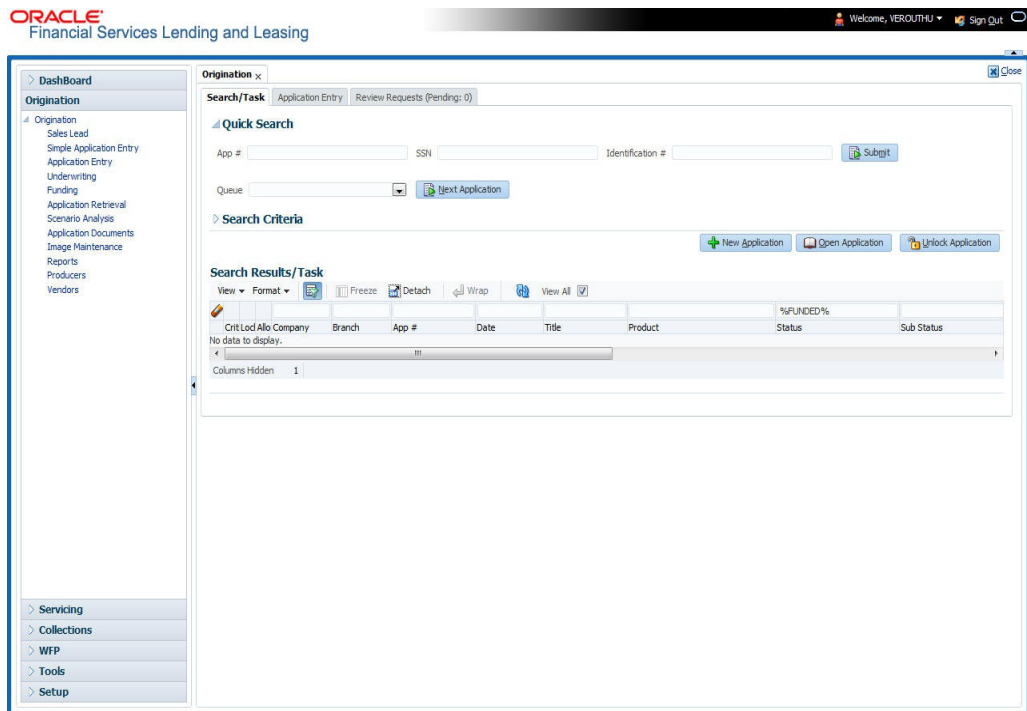 ORACLE
Financial Services Lending and Leasing
Welcome, VEROUTHU
Sign Out
Close
DashBoard
Origination
Origination
Sales Lead
Simple Application Entry
Application Entry
Underwriting
Funding
Application Retrieval
Scenario Analysis
Application Documents
Image Maintenance
Reports
Producers
Vendors
Servicing
Collections
WFP
Tools
Setup
Origination
Search/Task Application Entry Review Requests (Pending: 0)
Quick Search
App # SSN Identification # Submit
Queue Next Application
Search Criteria
New Application Open Application Unlock Application
Search Results/Task
View Format Freeze Detach Wrap View All
%FUNDED%
Crit Loc Allo Company Branch App # Date Title Product Status Sub Status
No data to display.
Columns Hidden 1